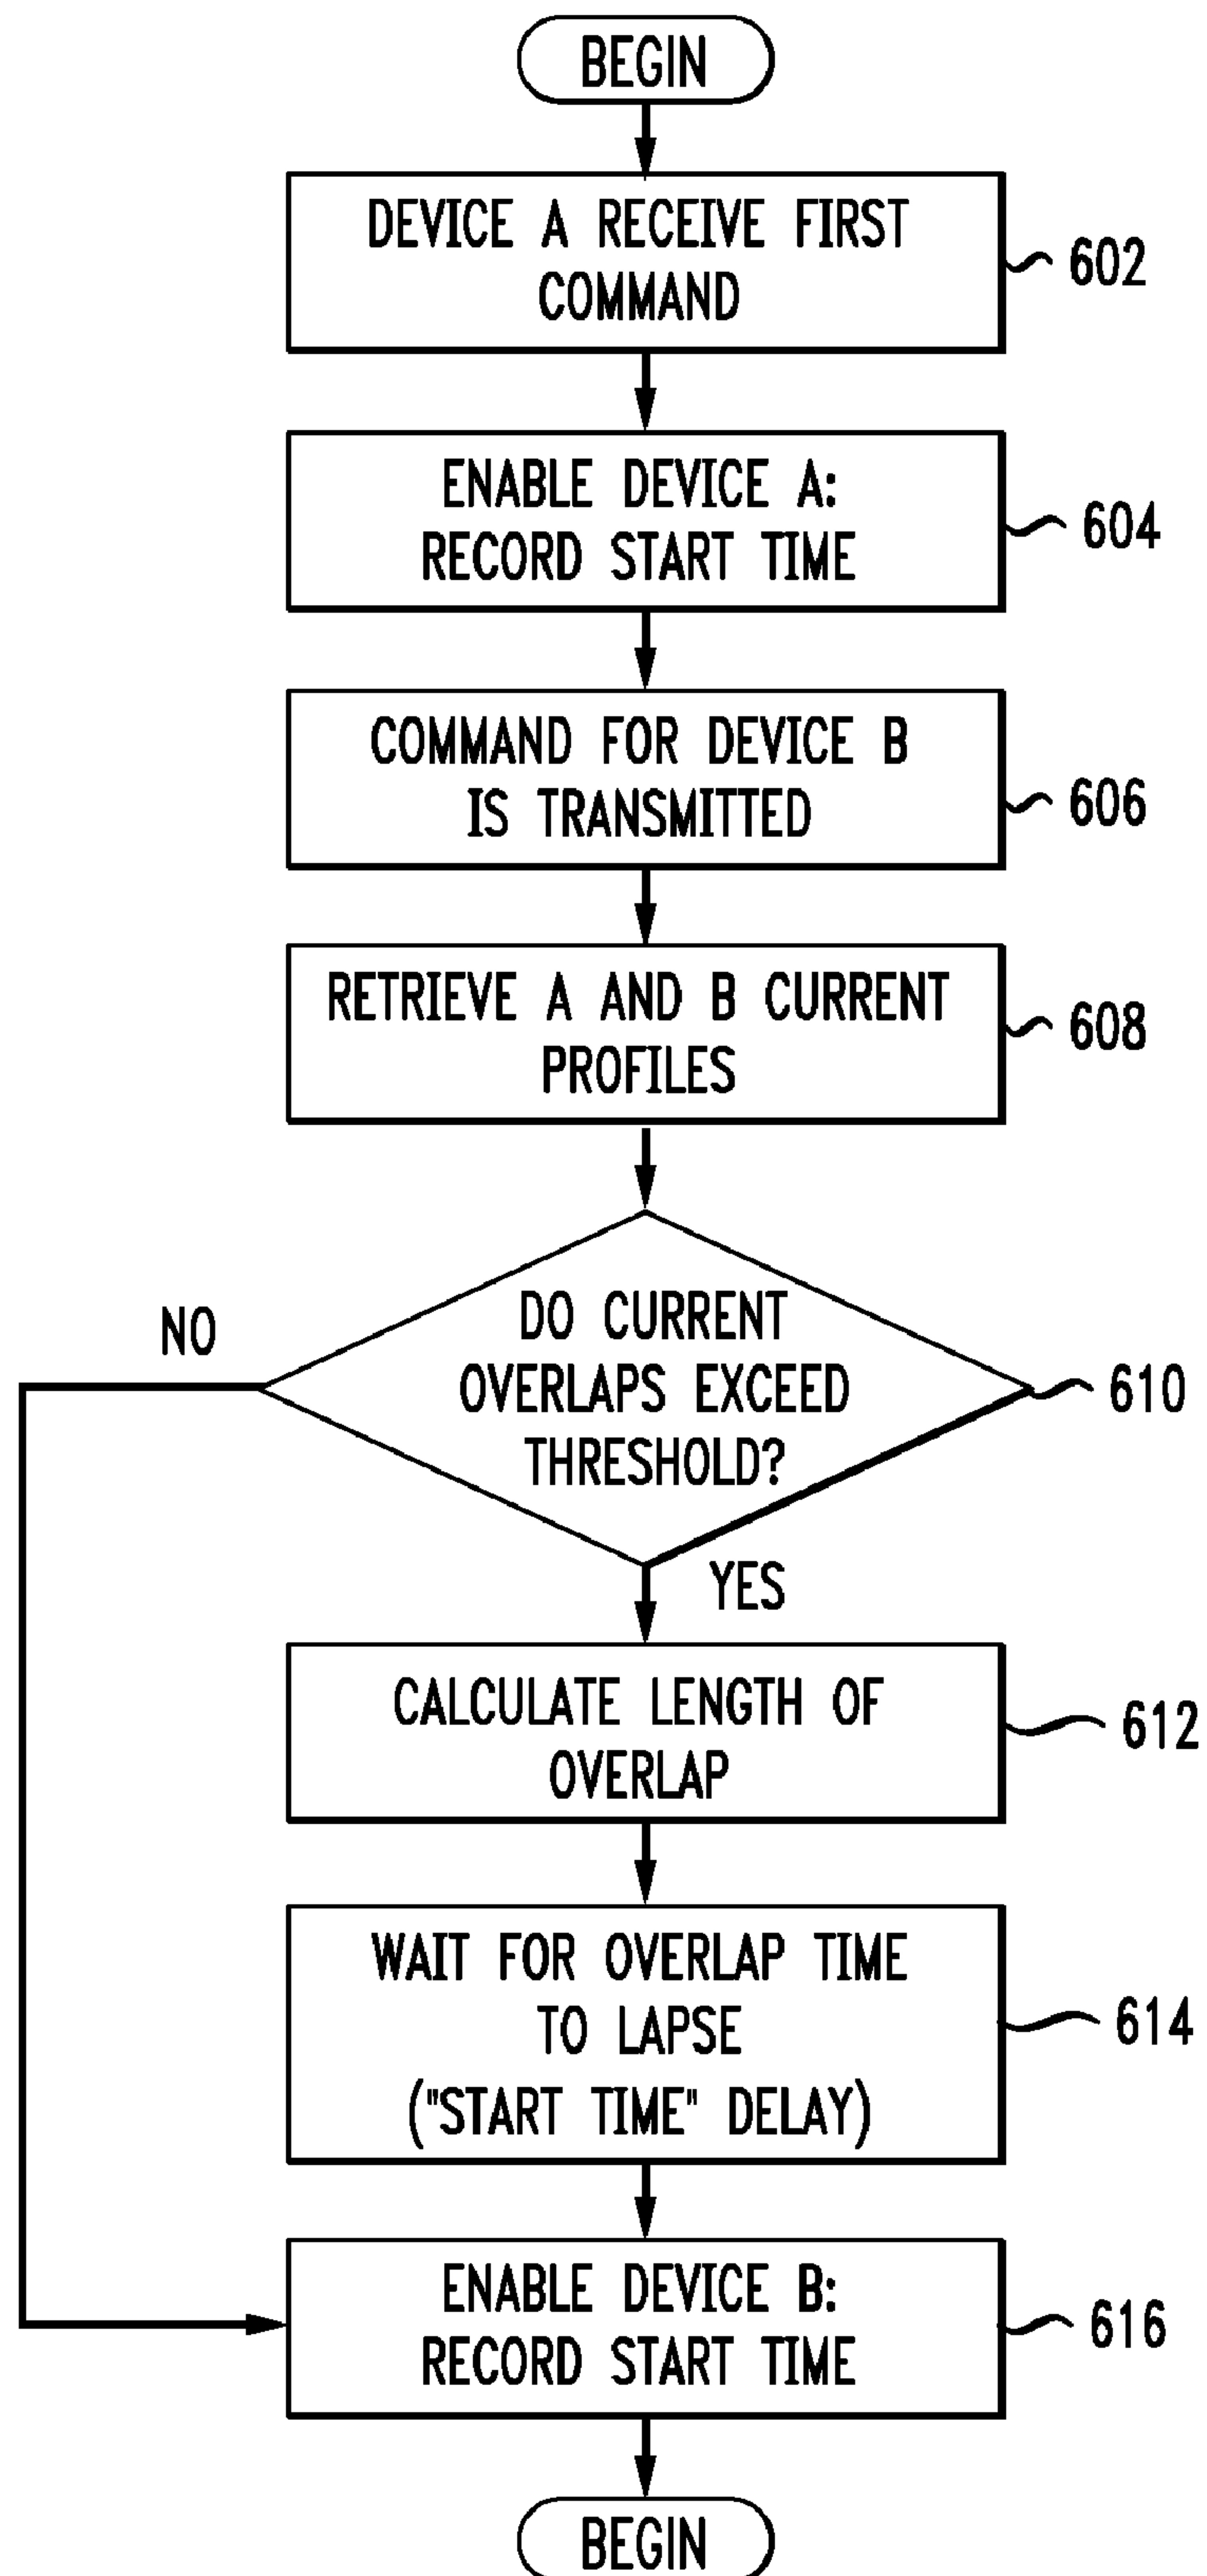 BEGIN
DEVICE A RECEIVE FIRST
COMMAND
602
ENABLE DEVICE A:
RECORD START TIME
604
COMMAND FOR DEVICE B
IS TRANSMITTED
606
RETRIEVE A AND B CURRENT
PROFILES
608
NO
DO CURRENT
OVERLAPS EXCEED
THRESHOLD?
610
YES
CALCULATE LENGTH OF
OVERLAP
612
WAIT FOR OVERLAP TIME
TO LAPSE
("START TIME" DELAY)
614
ENABLE DEVICE B:
RECORD START TIME
616
BEGIN